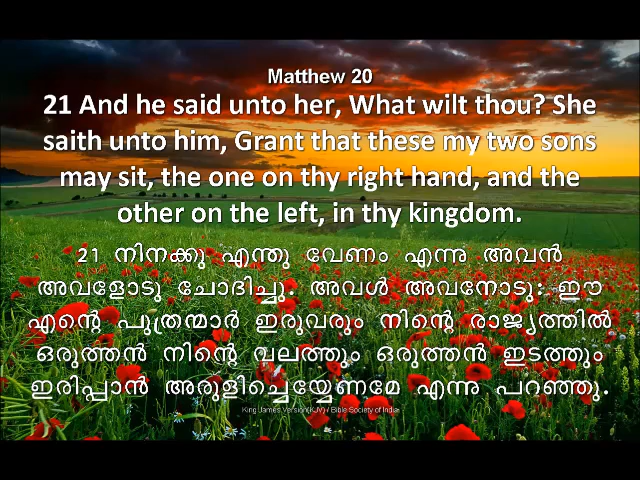 Matthew 20
21 And he said unto her, What wilt thou? She
saith unto him, Grant that these my two sons
may sit, the one on thy right hand, and the
other on the left, in thy kingdom.
21 നിനക്കു എന്തു വേണം എന്നു അവൻ
അവളോടു ചോദിച്ചു. അവൾ അവനോടു: ഈ
എന്റെ പുത്രന്മാർ ഇരുവരും നിന്റെ രാജ്യത്തിൽ
ഒരുത്തൻ നിന്റെ വലത്തും ഒരുത്തൻ ഇടത്തും
ഇരിപ്പാൻ അരുളിച്ചെയ്യേണമേ എന്നു പറഞ്ഞു.
King James Version(KJV) / Bible Society of India